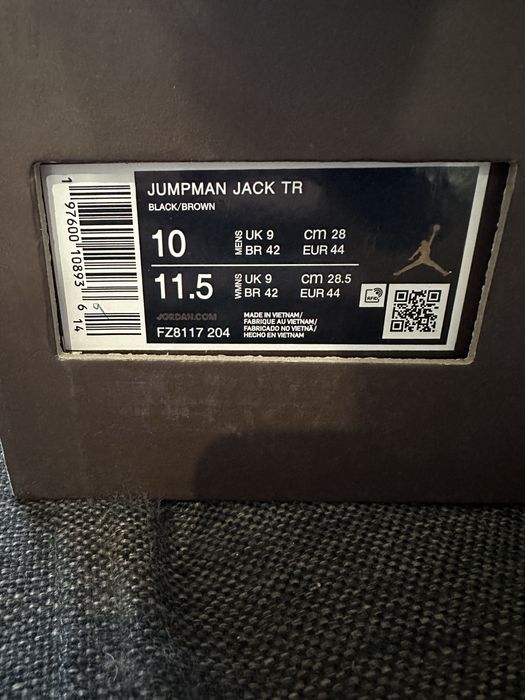 JUMPMAN JACK TR
BLACK/BROWN
10 MENS UK 9 cm 28
BR 42 EUR 44
11.5 WMNS UK 9 cm 28.5
BR 42 EUR 44
RFID
JORDAN.COM
FZ8117 204
MADE IN VIETNAM/
FABRIQUE AU VIETNAM/
FABRICADO NO VIETNÃ/
HECHO EN VIETNAM
1 97600 10893 6 14